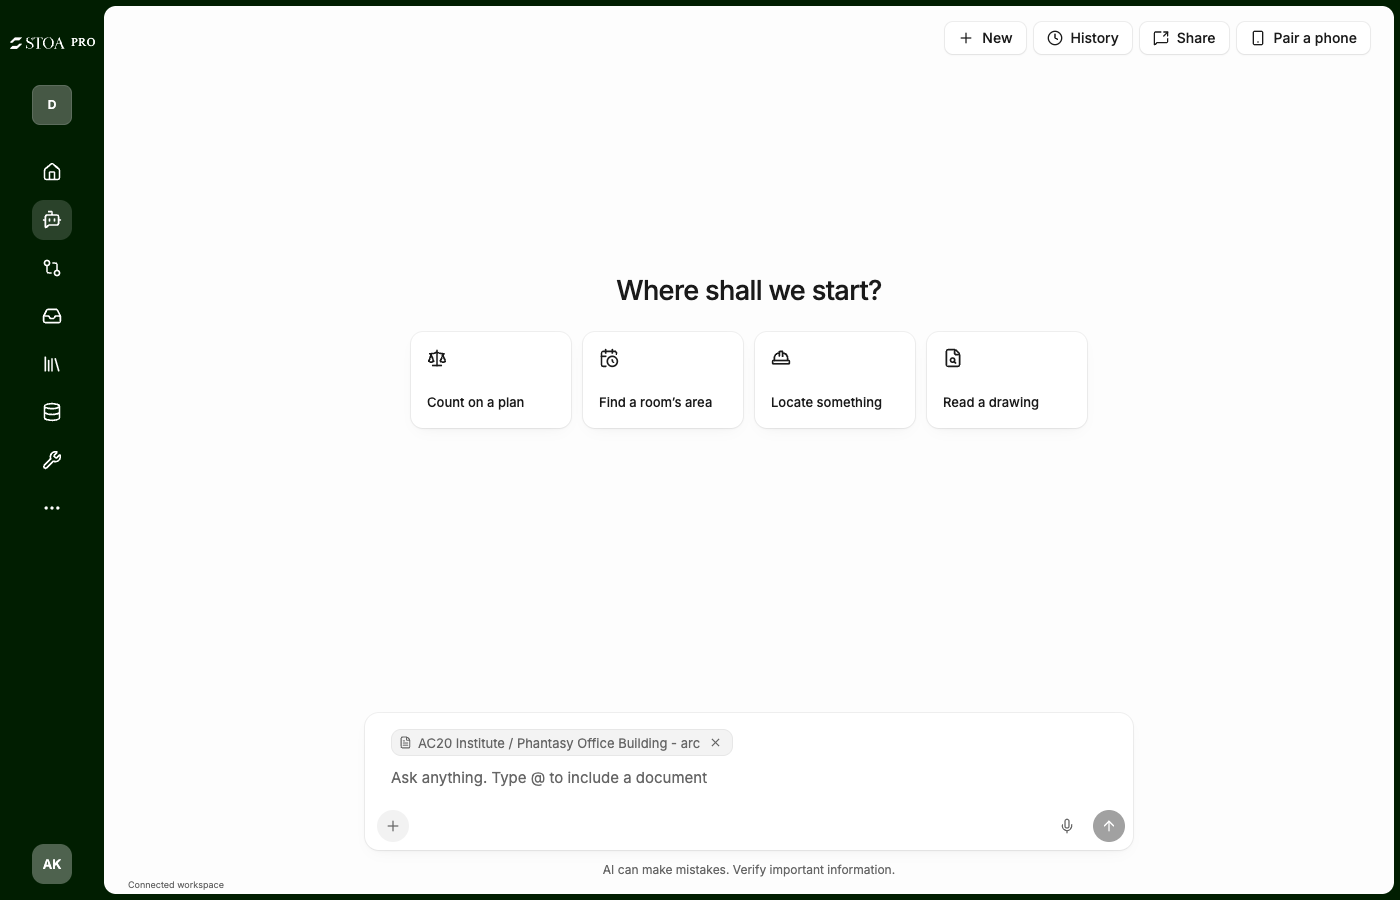 STOA PRO
D
New
History
Share
Pair a phone
Where shall we start?
Count on a plan
Find a room's area
Locate something
Read a drawing
AC20 Institute / Phantasy Office Building - arc
Ask anything. Type @ to include a document
AI can make mistakes. Verify important information.
AK
Connected workspace